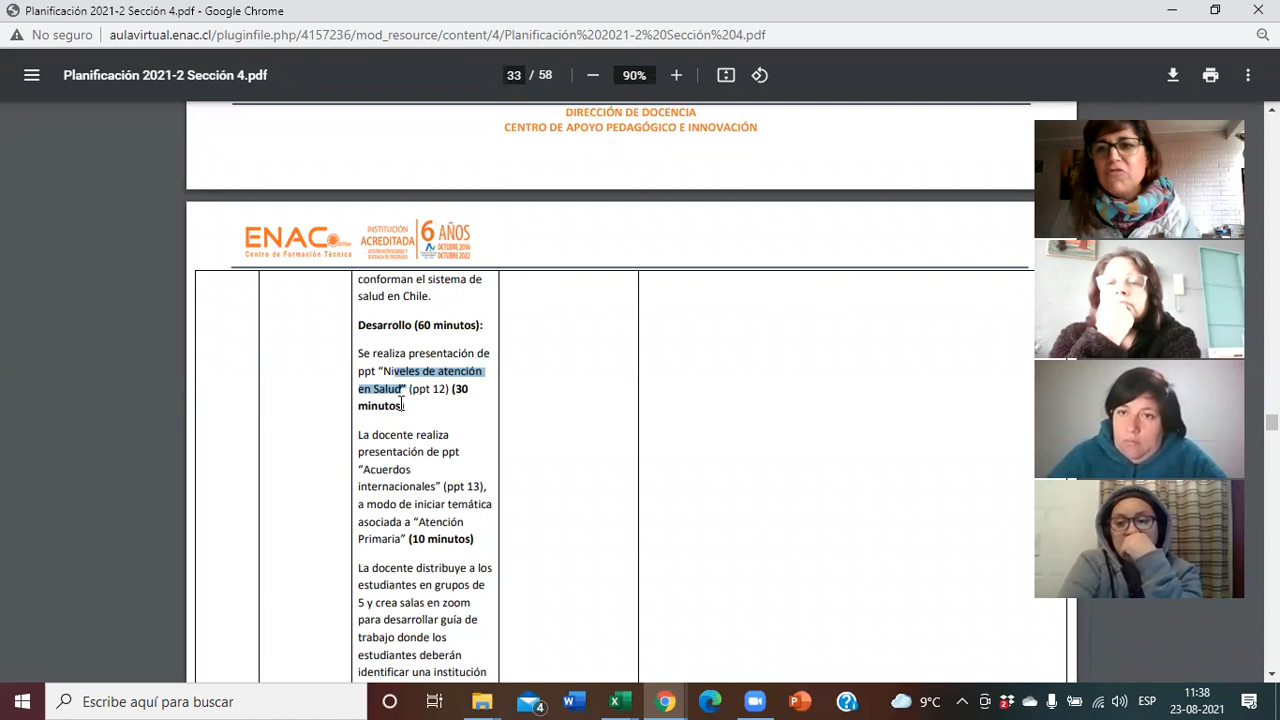 Planificación 2021-2 Sección 4.pdf - Google Chrome
No seguro
aulavirtual.enac.cl/pluginfile.php/4157236/mod_resource/content/4/Planificación%202021-2%20Sección%204.pdf
Planificación 2021-2 Sección 4.pdf
33 / 58
90%
DIRECCIÓN DE DOCENCIA
CENTRO DE APOYO PEDAGÓGICO E INNOVACIÓN
ENAC
Centro de Formación Técnica
INSTITUCIÓN
ACREDITADA
6 AÑOS
OCTUBRE 2016
OCTUBRE 2022
conforman el sistema de
salud en Chile.
Desarrollo (60 minutos):
Se realiza presentación de
ppt “Niveles de atención
en Salud” (ppt 12) (30
minutos)
La docente realiza
presentación de ppt
“Acuerdos
internacionales” (ppt 13),
a modo de iniciar temática
asociada a “Atención
Primaria” (10 minutos)
La docente distribuye a los
estudiantes en grupos de
5 y crea salas en zoom
para desarrollar guía de
trabajo donde los
estudiantes deberán
identificar una institución
Escribe aquí para buscar
4
9°C
ESP
11:38
23-08-2021